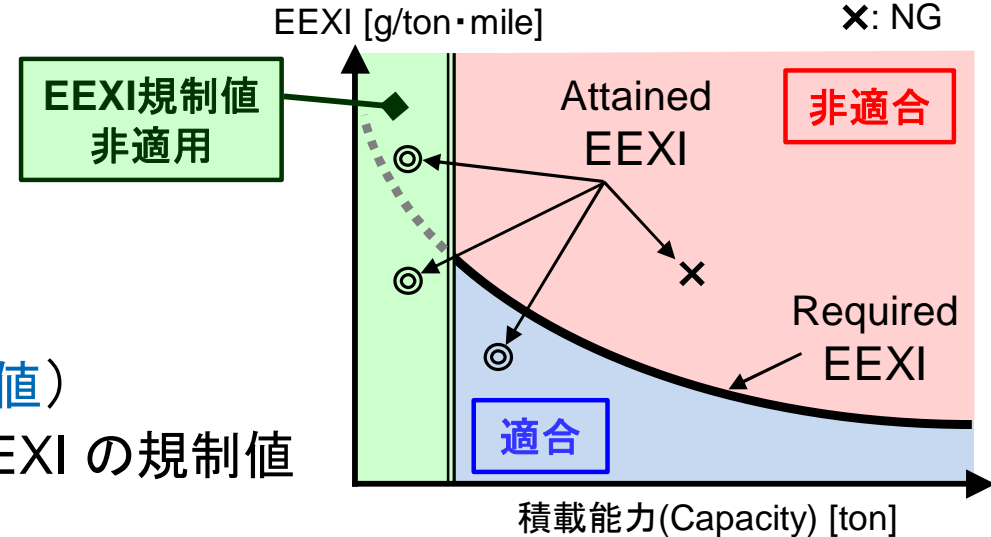 EEXI [g/ton・mile]
×: NG
EEXI規制値
非適用
Attained
EEXI
非適合
Required
EEXI
値）
適合
EXI の規制値
積載能力(Capacity) [ton]